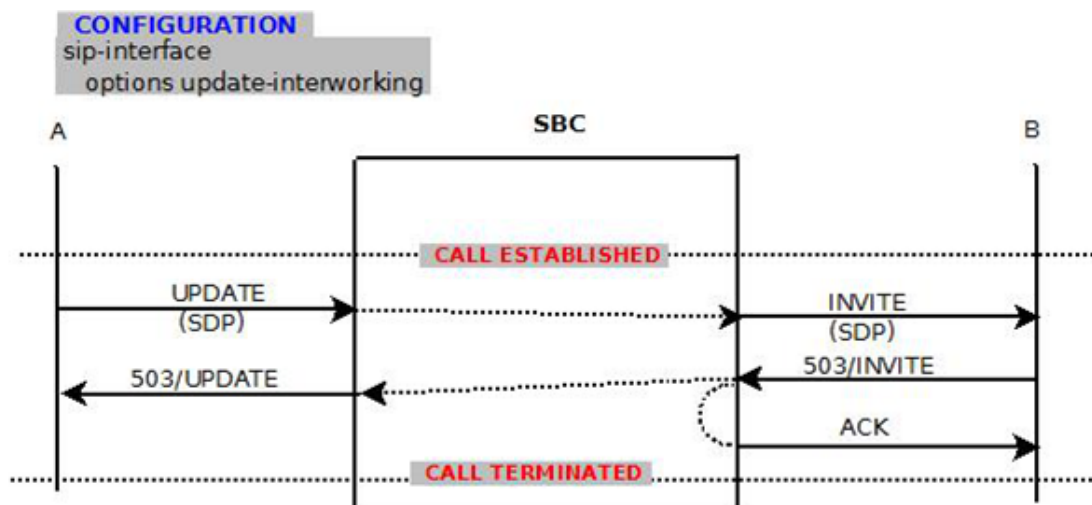 CONFIGURATION
sip-interface
options update-interworking
A
SBC
B
CALL ESTABLISHED
UPDATE
(SDP)
INVITE
(SDP)
503/UPDATE
503/INVITE
ACK
CALL TERMINATED